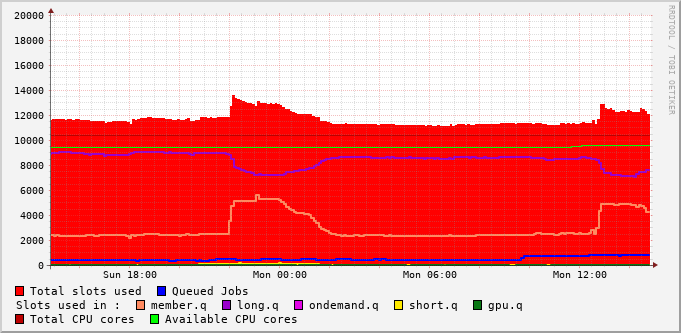 20000
18000
16000
14000
12000
10000
8000
6000
4000
2000
0
Sun 18:00 Mon 00:00 Mon 06:00 Mon 12:00
RRDTOOL / TOBI OETIKER
Total slots used Queued Jobs
Slots used in : member.q long.q ondemand.q short.q gpu.q
Total CPU cores Available CPU cores